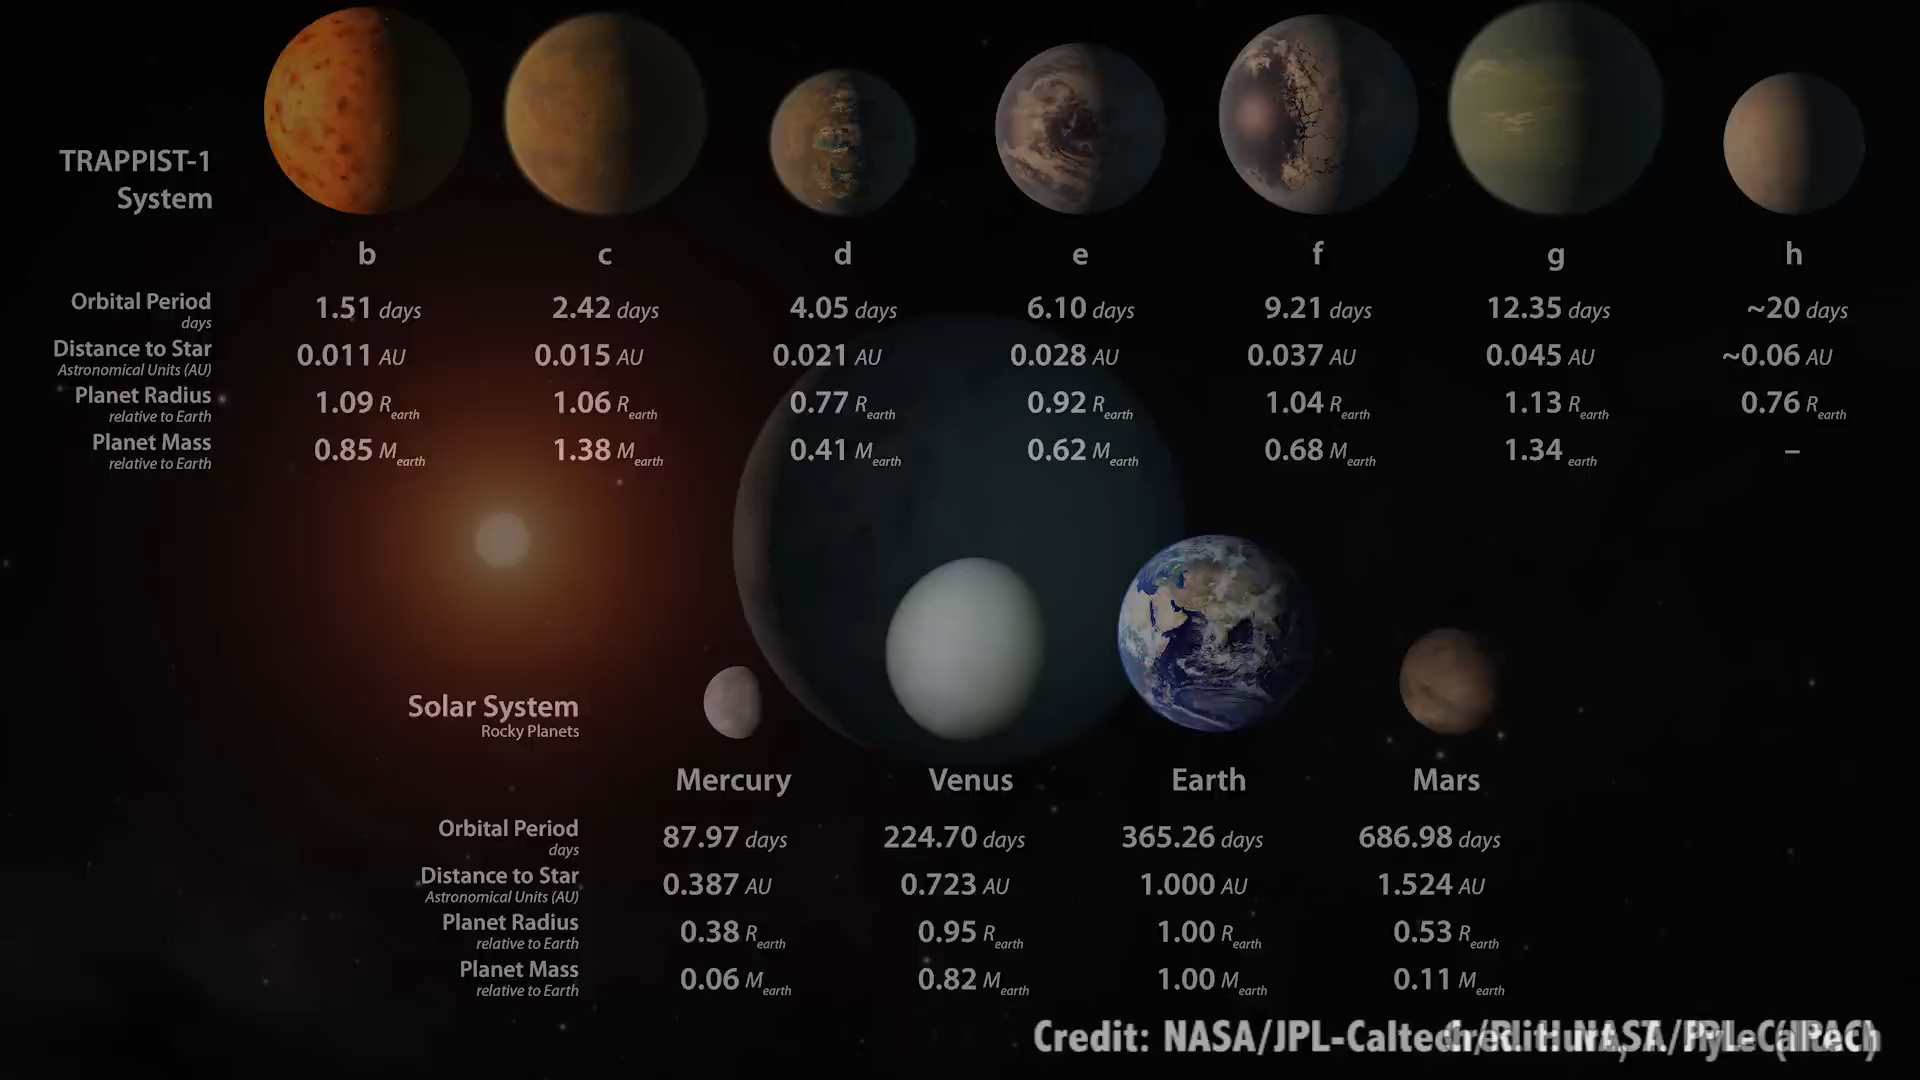 TRAPPIST-1
System
b c d e f g h
Orbital Period 1.51 days 2.42 days 4.05 days 6.10 days 9.21 days 12.35 days ~20 days
days
Distance to Star 0.011 AU 0.015 AU 0.021 AU 0.028 AU 0.037 AU 0.045 AU ~0.06 AU
Astronomical Units (AU)
Planet Radius 1.09 Rearth 1.06 Rearth 0.77 Rearth 0.92 Rearth 1.04 Rearth 1.13 Rearth 0.76 Rearth
relative to Earth
Planet Mass 0.85 Mearth 1.38 Mearth 0.41 Mearth 0.62 Mearth 0.68 Mearth 1.34 earth –
relative to Earth
Solar System
Rocky Planets
Mercury Venus Earth Mars
Orbital Period 87.97 days 224.70 days 365.26 days 686.98 days
days
Distance to Star 0.387 AU 0.723 AU 1.000 AU 1.524 AU
Astronomical Units (AU)
Planet Radius 0.38 Rearth 0.95 Rearth 1.00 Rearth 0.53 Rearth
relative to Earth
Planet Mass 0.06 Mearth 0.82 Mearth 1.00 Mearth 0.11 Mearth
relative to Earth
Credit: NASA/JPL-Caltech